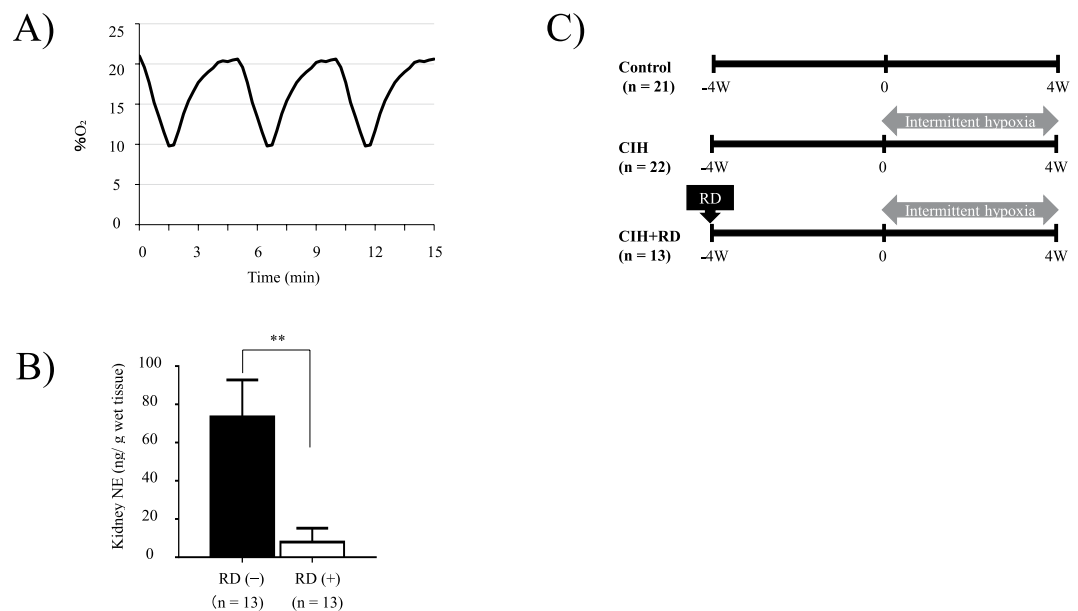 A)
25
20
15
10
5
0
%O₂
0 3 6 9 12 15
Time (min)
B)
**
100
80
60
40
20
0
Kidney NE (ng/ g wet tissue)
RD (−) RD (+)
(n = 13) (n = 13)
C)
Control
(n = 21)
-4W 0 4W
Intermittent hypoxia
CIH
(n = 22)
-4W 0 4W
RD
Intermittent hypoxia
CIH+RD
(n = 13)
-4W 0 4W